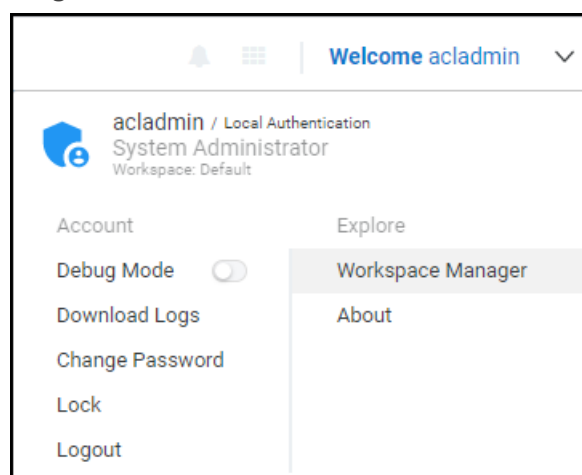 Welcome acladmin
acladmin / Local Authentication
System Administrator
Workspace: Default
Account
Explore
Debug Mode
Workspace Manager
Download Logs
About
Change Password
Lock
Logout